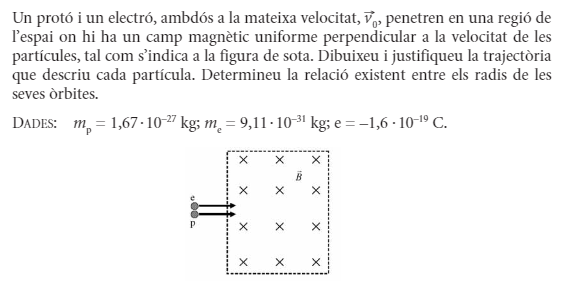 Un protó i un electró, ambdós a la mateixa velocitat, v⃗₀, penetren en una regió de
l'espai on hi ha un camp magnètic uniforme perpendicular a la velocitat de les
partícules, tal com s'indica a la figura de sota. Dibuixeu i justifiqueu la trajectòria
que descriu cada partícula. Determineu la relació existent entre els radis de les
seves òrbites.
DADES: mₚ = 1,67 · 10⁻²⁷ kg; mₑ = 9,11 · 10⁻³¹ kg; e = –1,6 · 10⁻¹⁹ C.
B⃗
e
p